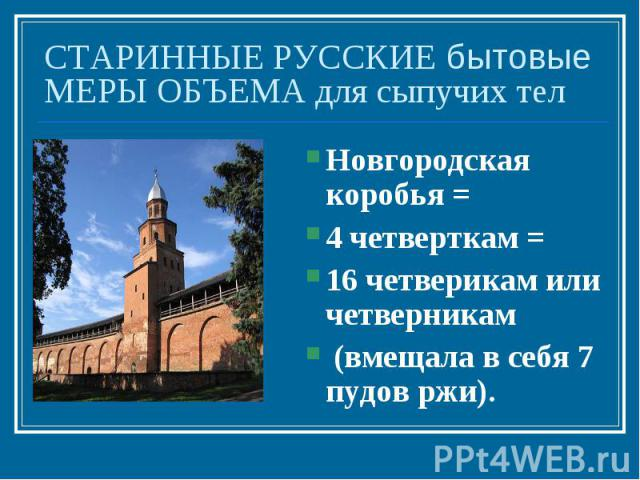 СТАРИННЫЕ РУССКИЕ бытовые
МЕРЫ ОБЪЕМА для сыпучих тел
Новгородская
коробья =
4 четверткам =
16 четверикам или
четверникам
(вмещала в себя 7
пудов ржи).
PPt4WEB.ru